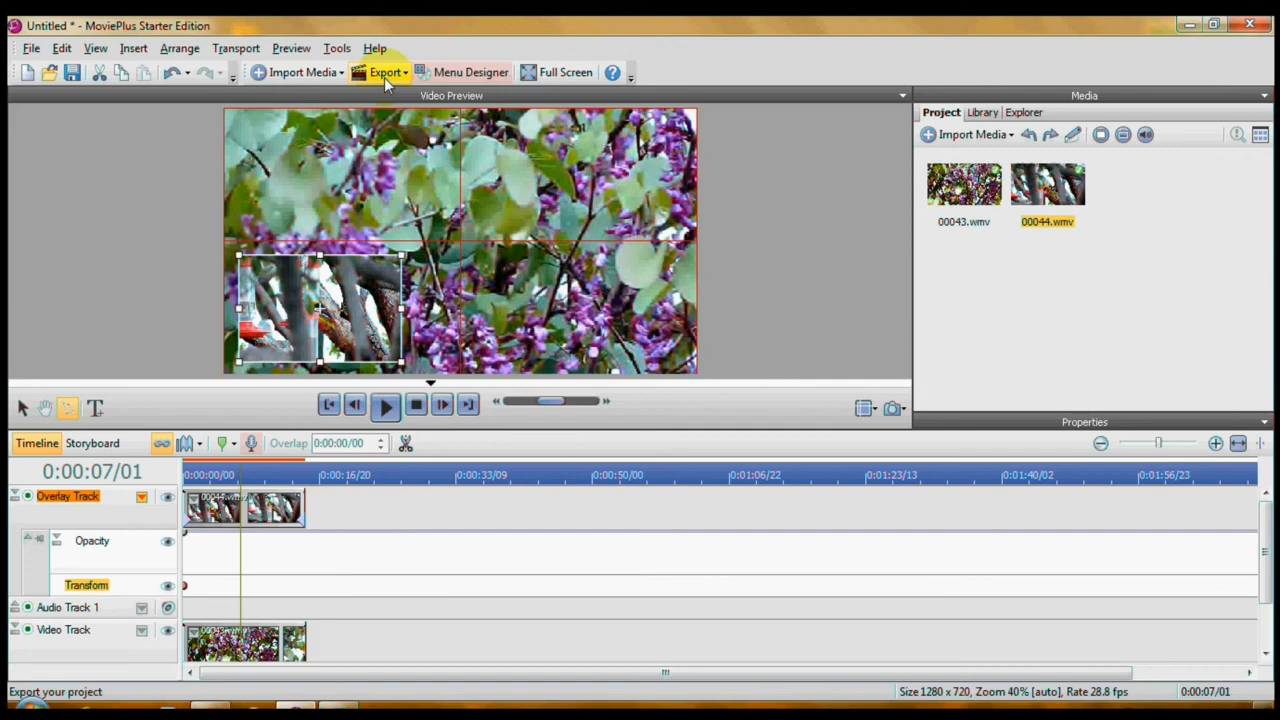 Untitled * - MoviePlus Starter Edition
File Edit View Insert Arrange Transport Preview Tools Help
Import Media Export Menu Designer Full Screen
Video Preview
Media
Project Library Explorer
Import Media
00043.wmv 00044.wmv
Properties
Timeline Storyboard Overlap 0:00:00/00
0:00:07/01
0:00:00/00 0:00:16/20 0:00:33/09 0:00:50/00 0:01:06/22 0:01:23/13 0:01:40/02 0:01:56/23
Overlay Track 00044.wmv
Opacity
Transform
Audio Track 1
Video Track
Export your project
Size 1280 x 720, Zoom 40% [auto], Rate 28.8 fps 0:00:07/01